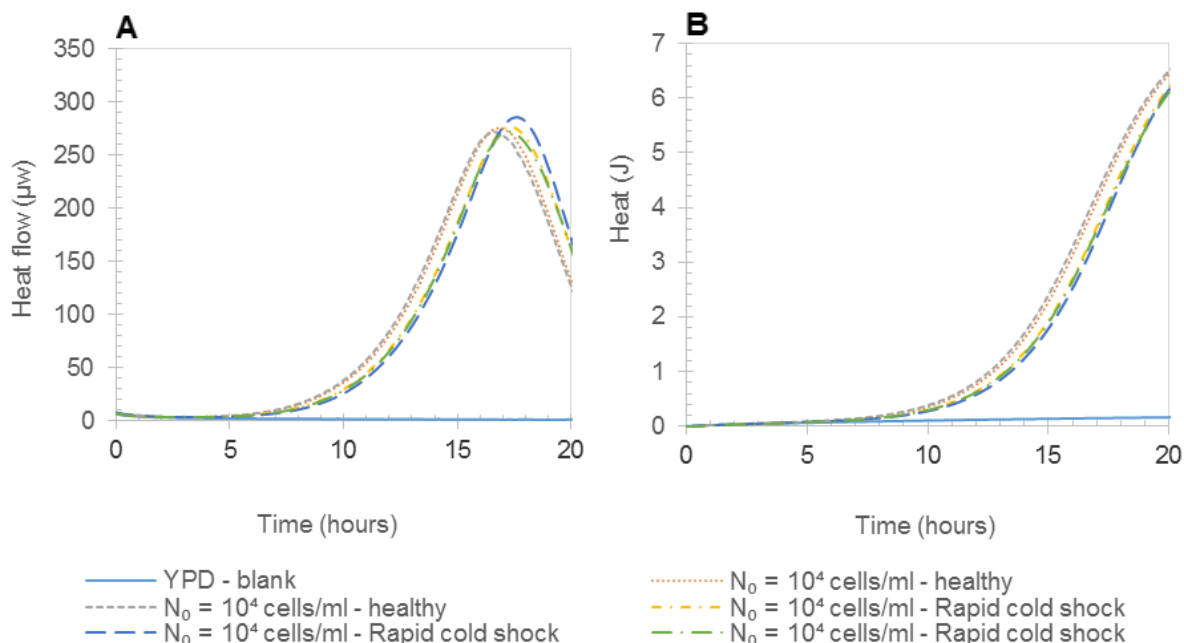 A
350
300
250
200
150
100
50
0
Heat flow (µw)
0 5 10 15 20
Time (hours)
B
7
6
5
4
3
2
1
0
Heat (J)
0 5 10 15 20
Time (hours)
YPD - blank
N₀ = 10⁴ cells/ml - healthy
N₀ = 10⁴ cells/ml - Rapid cold shock
N₀ = 10⁴ cells/ml - healthy
N₀ = 10⁴ cells/ml - Rapid cold shock
N₀ = 10⁴ cells/ml - Rapid cold shock